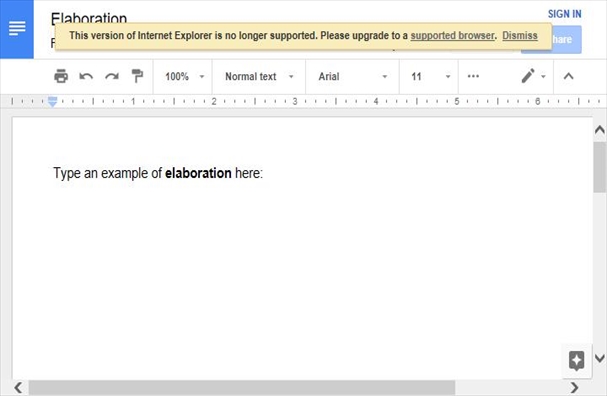 Elaboration
SIGN IN
This version of Internet Explorer is no longer supported. Please upgrade to a supported browser. Dismiss
F
hare
100%
Normal text
Arial
11
1 1 2 3 4 5 6
Type an example of elaboration here: